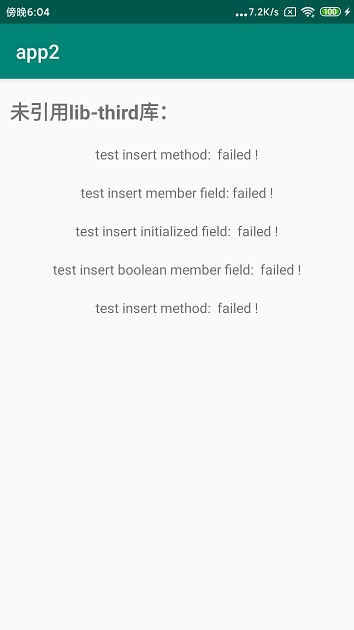 傍晚6:04 ...7.2K/s 100
app2
未引用lib-third库：
test insert method:  failed !
test insert member field: failed !
test insert initialized field:  failed !
test insert boolean member field:  failed !
test insert method:  failed !